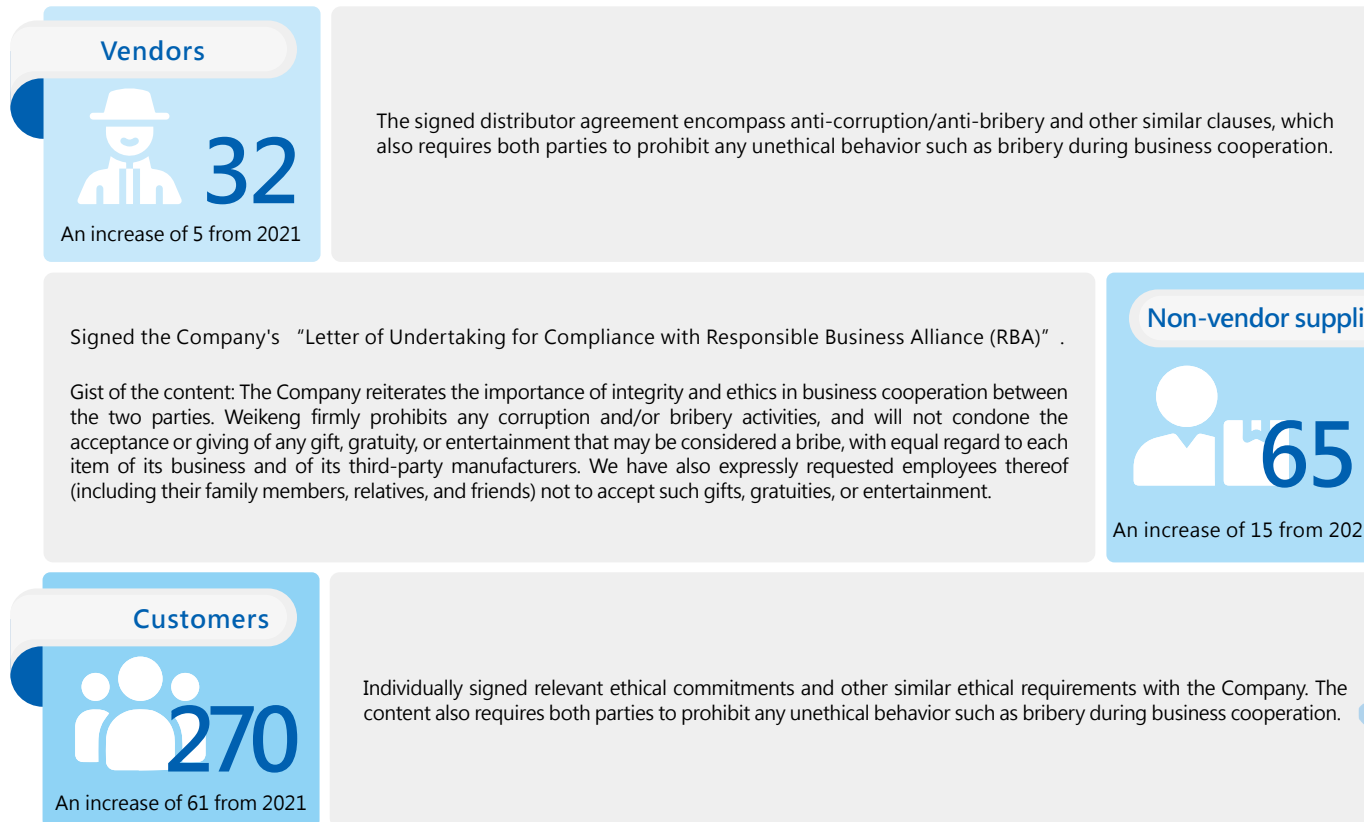 Vendors
32
An increase of 5 from 2021
The signed distributor agreement encompass anti-corruption/anti-bribery and other similar clauses, which
also requires both parties to prohibit any unethical behavior such as bribery during business cooperation.
Signed the Company's “Letter of Undertaking for Compliance with Responsible Business Alliance (RBA)”.
Gist of the content: The Company reiterates the importance of integrity and ethics in business cooperation between
the two parties. Weikeng firmly prohibits any corruption and/or bribery activities, and will not condone the
acceptance or giving of any gift, gratuity, or entertainment that may be considered a bribe, with equal regard to each
item of its business and of its third-party manufacturers. We have also expressly requested employees thereof
(including their family members, relatives, and friends) not to accept such gifts, gratuities, or entertainment.
Non-vendor suppli
65
An increase of 15 from 202
Customers
270
An increase of 61 from 2021
Individually signed relevant ethical commitments and other similar ethical requirements with the Company. The
content also requires both parties to prohibit any unethical behavior such as bribery during business cooperation.